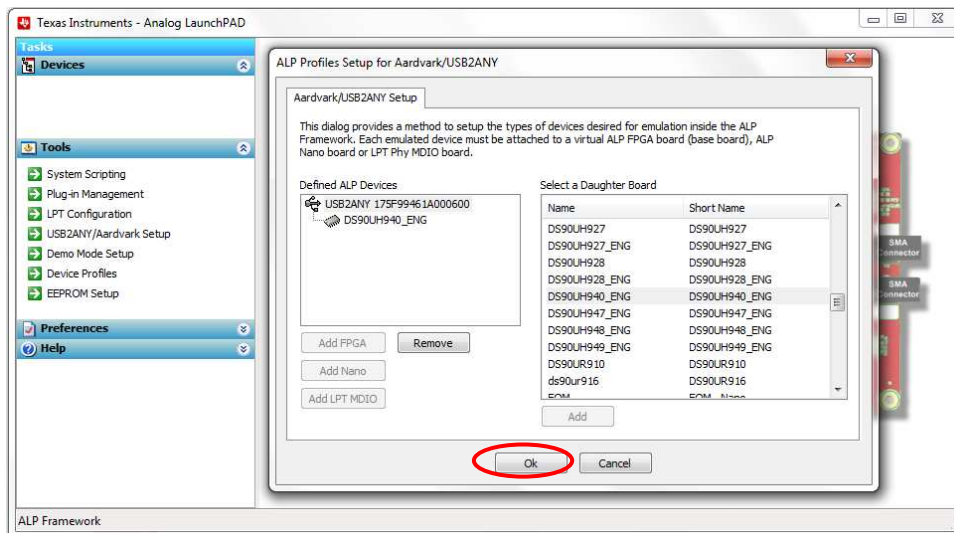 Texas Instruments - Analog LaunchPAD
Tasks
Devices
Tools
System Scripting
Plug-in Management
LPT Configuration
USB2ANY/Aardvark Setup
Demo Mode Setup
Device Profiles
EEPROM Setup
Preferences
Help
ALP Profiles Setup for Aardvark/USB2ANY
Aardvark/USB2ANY Setup
This dialog provides a method to setup the types of devices desired for emulation inside the ALP
Framework. Each emulated device must be attached to a virtual ALP FPGA board (base board), ALP
Nano board or LPT Phy MDIO board.
Defined ALP Devices
USB2ANY 175F99461A000600
DS90UH940_ENG
Add FPGA Remove
Add Nano
Add LPT MDIO
Select a Daughter Board
Name Short Name
DS90UH927 DS90UH927
DS90UH927_ENG DS90UH927_ENG
DS90UH928 DS90UH928
DS90UH928_ENG DS90UH928_ENG
DS90UH940_ENG DS90UH940_ENG
DS90UH947_ENG DS90UH947_ENG
DS90UH948_ENG DS90UH948_ENG
DS90UH949_ENG DS90UH949_ENG
DS90UR910 DS90UR910
ds90ur916 DS90UR916
Add
Ok Cancel
SMA
Connector
SMA
Connector
ALP Framework